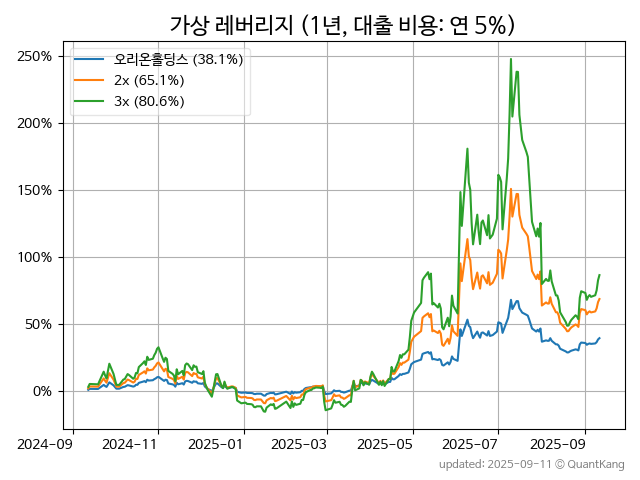 가상 레버리지 (1년, 대출 비용: 연 5%)
250%
200%
150%
100%
50%
0%
오리온홀딩스 (38.1%)
2x (65.1%)
3x (80.6%)
2024-09 2024-11 2025-01 2025-03 2025-05 2025-07 2025-09
updated: 2025-09-11 © QuantKang